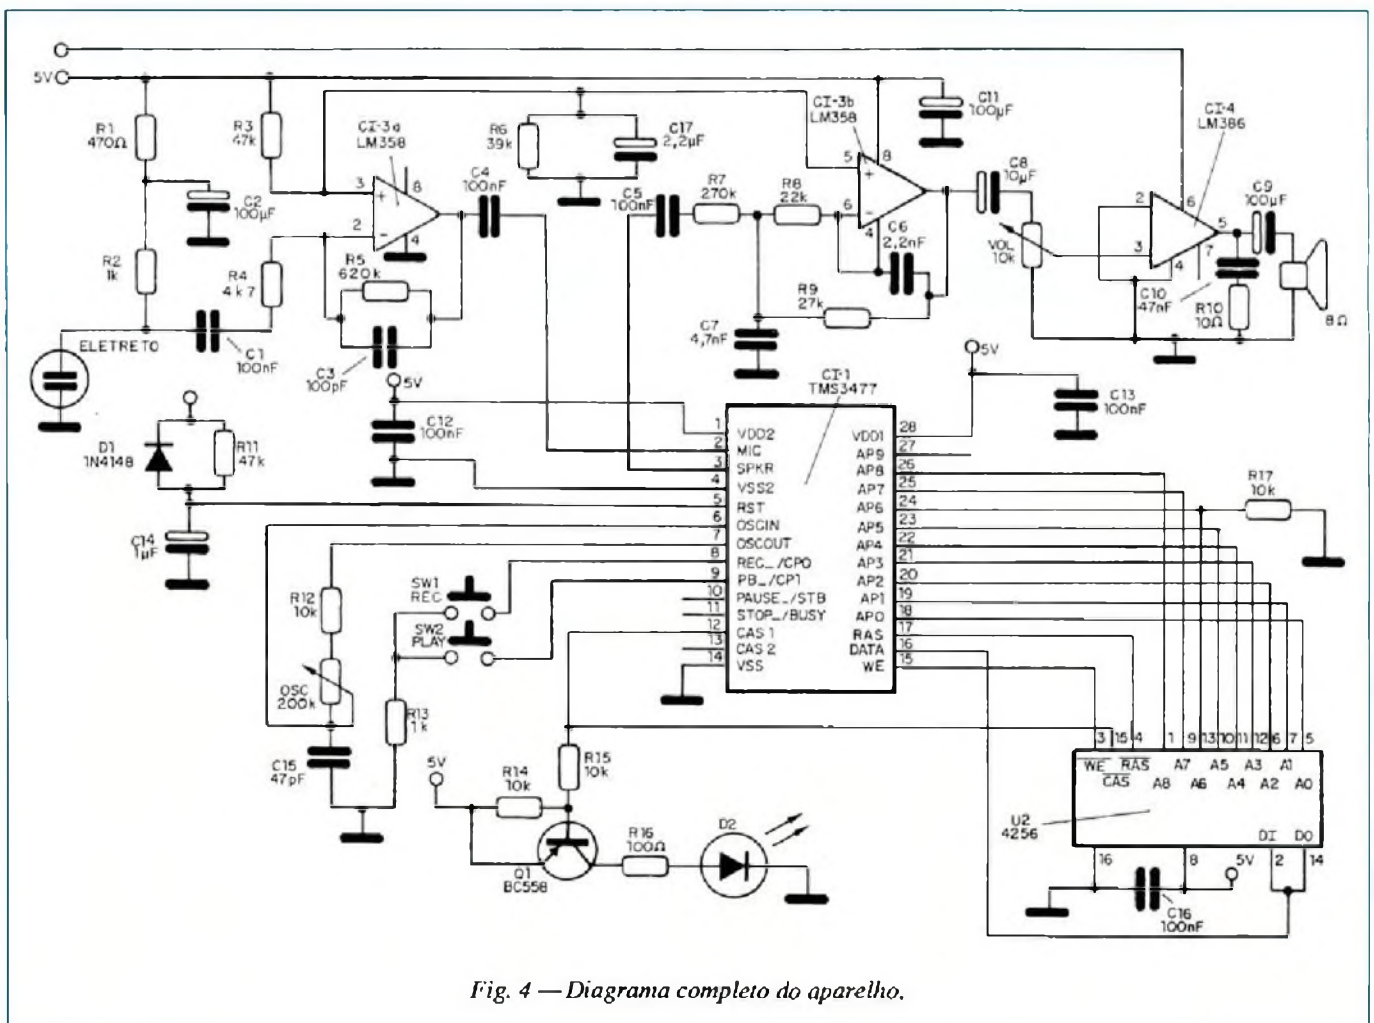 5V
R1
470Ω
R3
47k
CI-3a
LM358
C2
100µF
R2
1k
R4
4k7
3
+
8
2
-
4
C4
100nF
R5
620k
C3
100pF
C1
100nF
ELETRETO
R6
39k
C17
2,2µF
C5
100nF
R7
270k
R8
22k
CI-3b
LM358
5
+
8
6
-
4
C6
2,2nF
R9
27k
C7
4,7nF
C11
100µF
C8
10µF
VOL
10k
CI-4
LM386
2
6
3
4
5
7
C9
100µF
C10
47nF
R10
10Ω
8Ω
D1
1N4148
R11
47k
C14
1µF
5V
C12
100nF
CI-1
TMS3477
5V
C13
100nF
1 VDD2
2 MIC
3 SPKR
4 VSS2
5 RST
6 OSCIN
7 OSCOUT
8 REC_/CP0
9 PB_/CP1
10 PAUSE_/STB
11 STOP_/BUSY
12 CAS 1
13 CAS 2
14 VSS
VDD1 28
AP9 27
AP8 26
AP7 25
AP6 24
AP5 23
AP4 22
AP3 21
AP2 20
AP1 19
AP0 18
RAS 17
DATA 16
WE 15
R17
10k
R12
10k
OSC
200k
C15
47pF
SW1
REC
SW2
PLAY
R13
1k
5V
R14
10k
R15
10k
Q1
BC558
R16
100Ω
D2
3 15 4 1 9 13 10 11 12 6 7 5
WE RAS A7 A5 A3 A1
CAS A8 A6 A4 A2 A0
U2
4256
DI DO
16 8 5V 2 14
C16
100nF
Fig. 4 — Diagrama completo do aparelho.